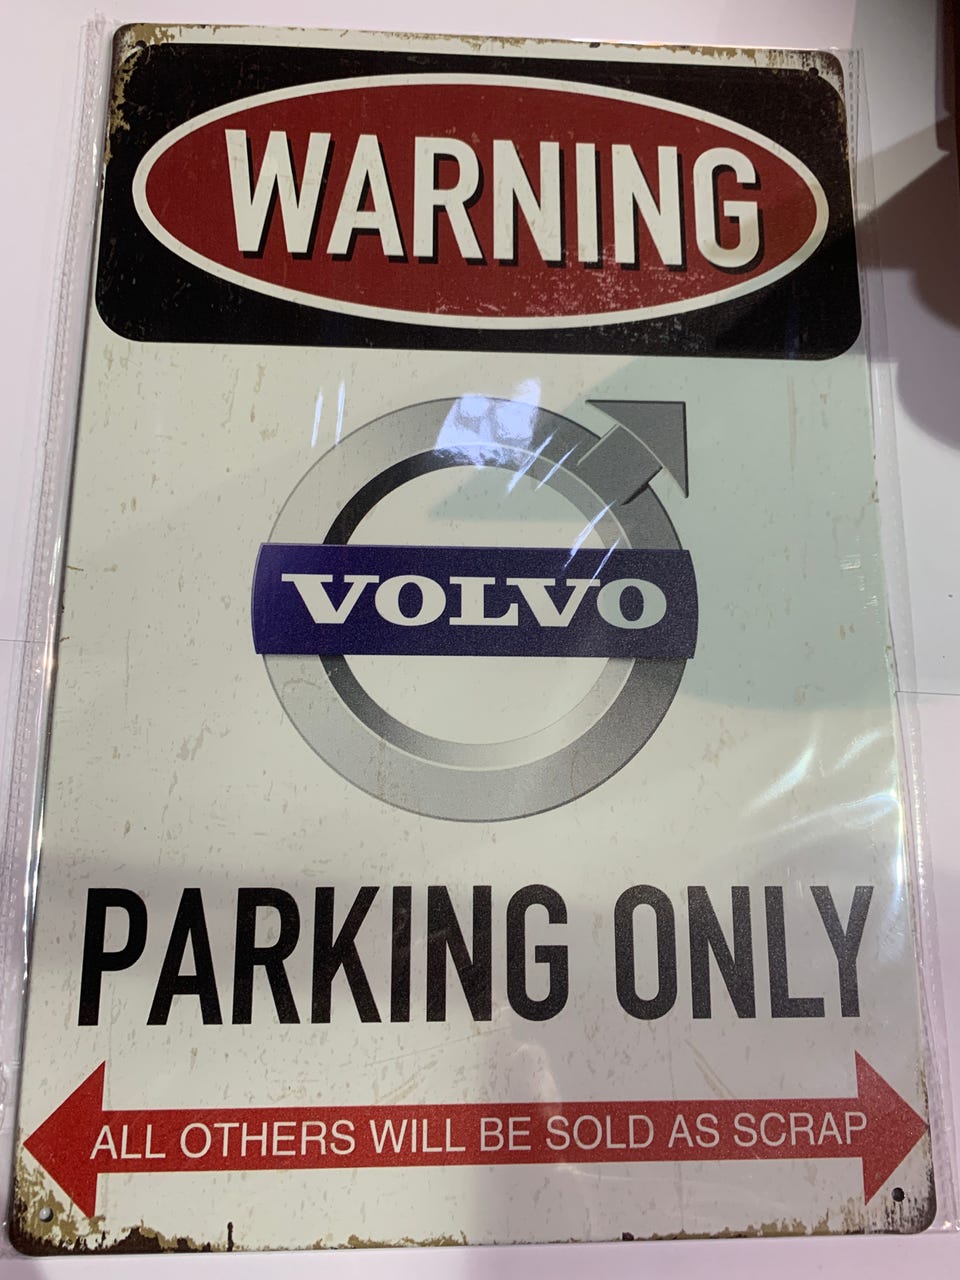 WARNING
VOLVO
PARKING ONLY
ALL OTHERS WILL BE SOLD AS SCRAP